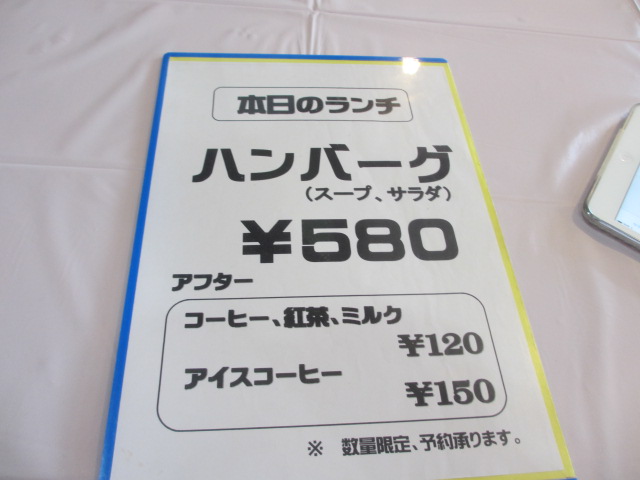 本日のランチ
ハンバーグ
(スープ、サラダ)
¥580
アフター
コーヒー、紅茶、ミルク
¥120
アイスコーヒー
¥150
※ 数量限定、予約承ります。